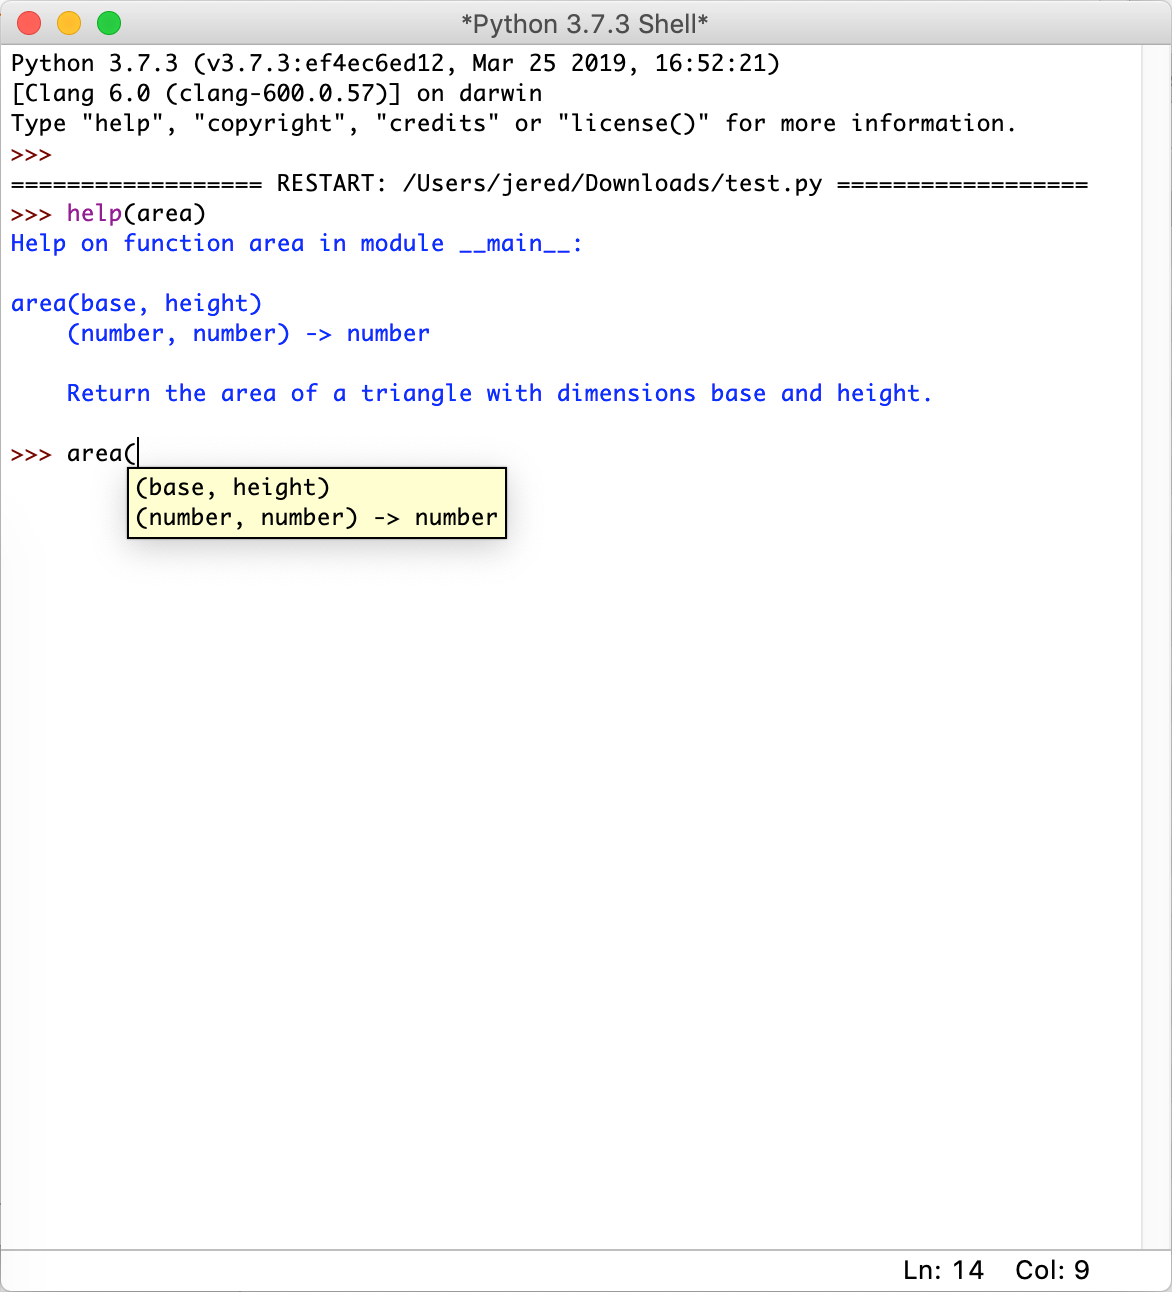 *Python 3.7.3 Shell*
Python 3.7.3 (v3.7.3:ef4ec6ed12, Mar 25 2019, 16:52:21)
[Clang 6.0 (clang-600.0.57)] on darwin
Type "help", "copyright", "credits" or "license()" for more information.
>>>
================== RESTART: /Users/jered/Downloads/test.py ==================
>>> help(area)
Help on function area in module __main__:
area(base, height)
(number, number) -> number
Return the area of a triangle with dimensions base and height.
>>> area(
(base, height)
(number, number) -> number
Ln: 14 Col: 9